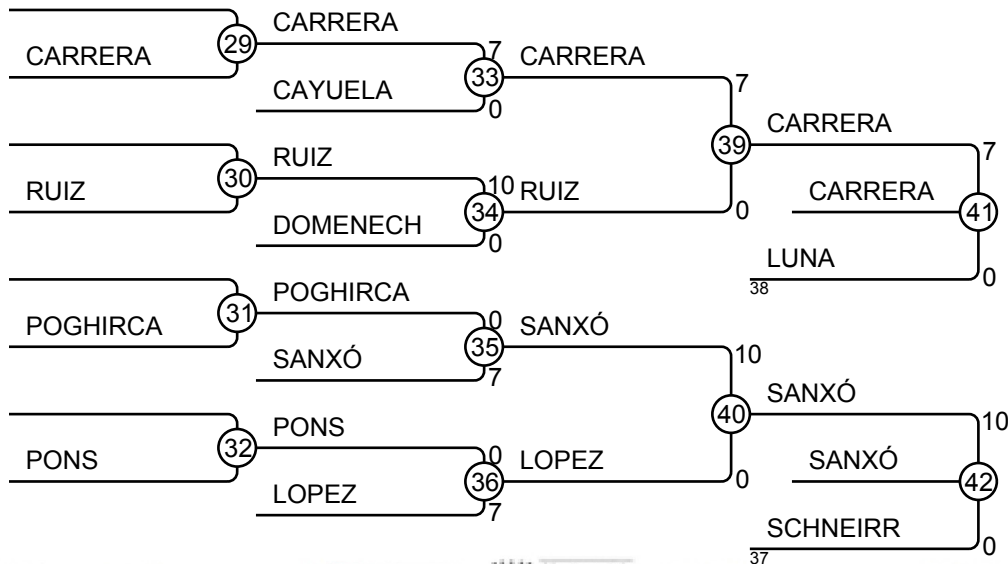 CARRERA
29
CARRERA
7
CAYUELA
33
0
CARRERA
7
RUIZ
30
RUIZ
10
DOMENECH
34
0
RUIZ
39
0
CARRERA
7
CARRERA
41
LUNA
38
0
POGHIRCA
31
POGHIRCA
0
SANXÓ
35
7
SANXÓ
10
PONS
32
PONS
0
LOPEZ
36
7
LOPEZ
40
0
SANXÓ
10
SANXÓ
42
SCHNEIRR
37
0